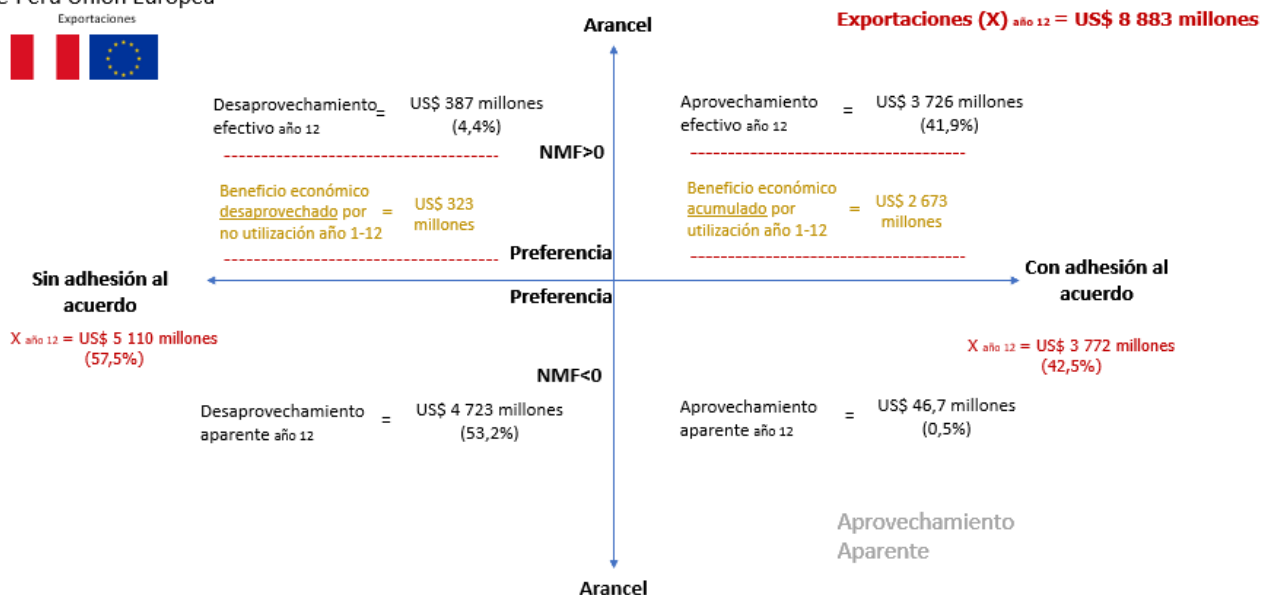 e Perú Unión Europea
Exportaciones
Arancel
Exportaciones (X) año 12 = US$ 8 883 millones
Desaprovechamiento
efectivo año 12
=
US$ 387 millones
(4,4%)
Aprovechamiento
efectivo año 12
=
US$ 3 726 millones
(41,9%)
NMF>0
Beneficio económico
desaprovechado por
no utilización año 1-12
=
US$ 323
millones
Beneficio económico
acumulado por
utilización año 1-12
=
US$ 2 673
millones
Preferencia
Sin adhesión al
acuerdo
Con adhesión al
acuerdo
Preferencia
X año 12 = US$ 5 110 millones
(57,5%)
X año 12 = US$ 3 772 millones
(42,5%)
NMF<0
Desaprovechamiento
aparente año 12
=
US$ 4 723 millones
(53,2%)
Aprovechamiento
aparente año 12
=
US$ 46,7 millones
(0,5%)
Aprovechamiento
Aparente
Arancel